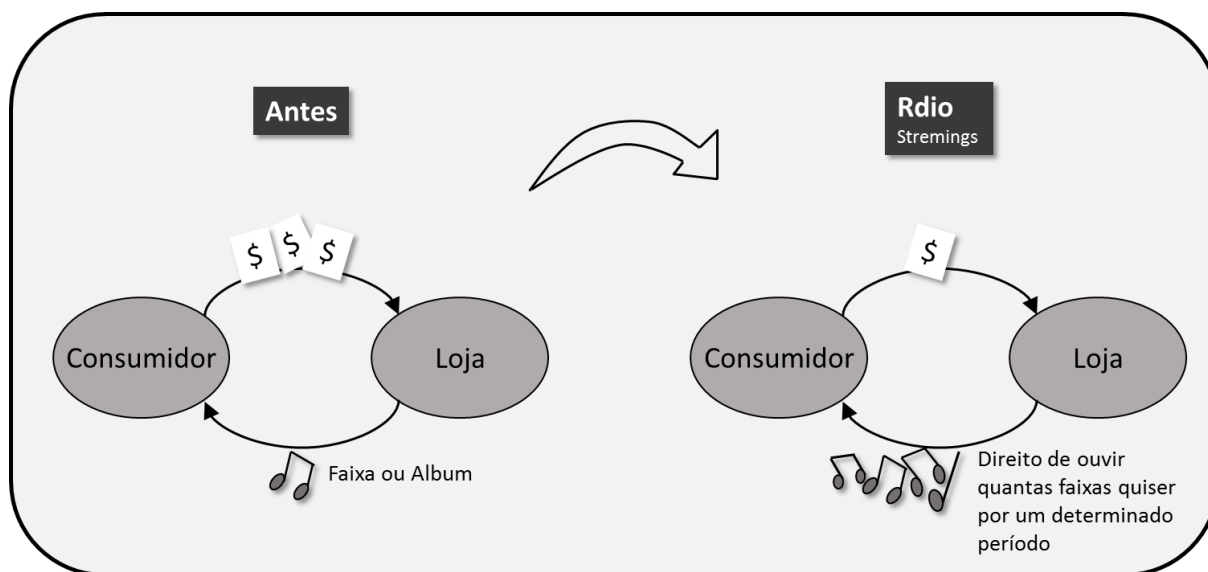 Antes
Rdio
Stremings
$ $ $
$
Consumidor
Loja
Consumidor
Loja
Faixa ou Album
Direito de ouvir
quantas faixas quiser
por um determinado
período